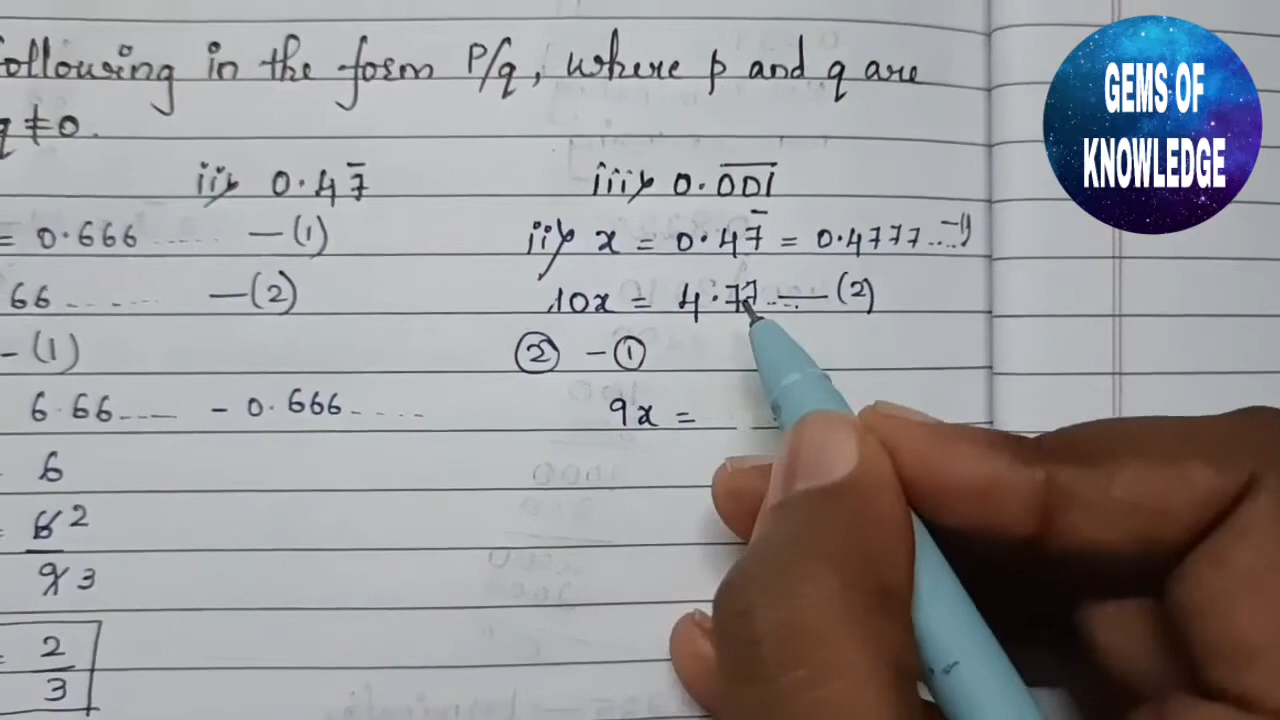 following in the form P/q, where p and q are
q ≠ 0.
ii) 0.47̅
iii) 0.0̅0̅1̅
= 0.666 ...... —(1)
66 ...... —(2)
- (1)
6.66..... - 0.666.....
6
6 2
9 3
2
3
ii) x = 0.47̅ = 0.4777.... —1)
10x = 4.77.... —(2)
② - ①
9x =
GEMS OF
KNOWLEDGE